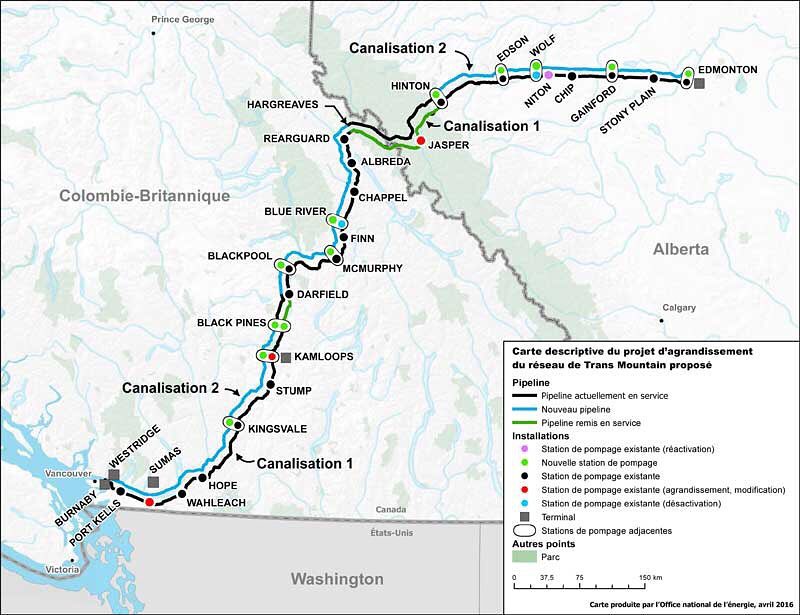 Prince George
Canalisation 2
EDSON
WOLF
EDMONTON
HINTON
NITON
CHIP
GAINFORD
STONY PLAIN
HARGREAVES
Canalisation 1
REARGUARD
JASPER
ALBREDA
Colombie-Britannique
CHAPPEL
BLUE RIVER
FINN
Alberta
BLACKPOOL
MCMURPHY
DARFIELD
Calgary
BLACK PINES
KAMLOOPS
Canalisation 2
STUMP
KINGSVALE
WESTRIDGE
SUMAS
Canalisation 1
Vancouver
HOPE
BURNABY
WAHLEACH
PORT KELLS
Canada
États-Unis
Victoria
Washington
Carte descriptive du projet d'agrandissement
du réseau de Trans Mountain proposé
Pipeline
Pipeline actuellement en service
Nouveau pipeline
Pipeline remis en service
Installations
Station de pompage existante (réactivation)
Nouvelle station de pompage
Station de pompage existante
Station de pompage existante (agrandissement, modification)
Station de pompage existante (désactivation)
Terminal
Stations de pompage adjacentes
Autres points
Parc
0 37.5 75 150 km
Carte produite par l'Office national de l'énergie, avril 2016